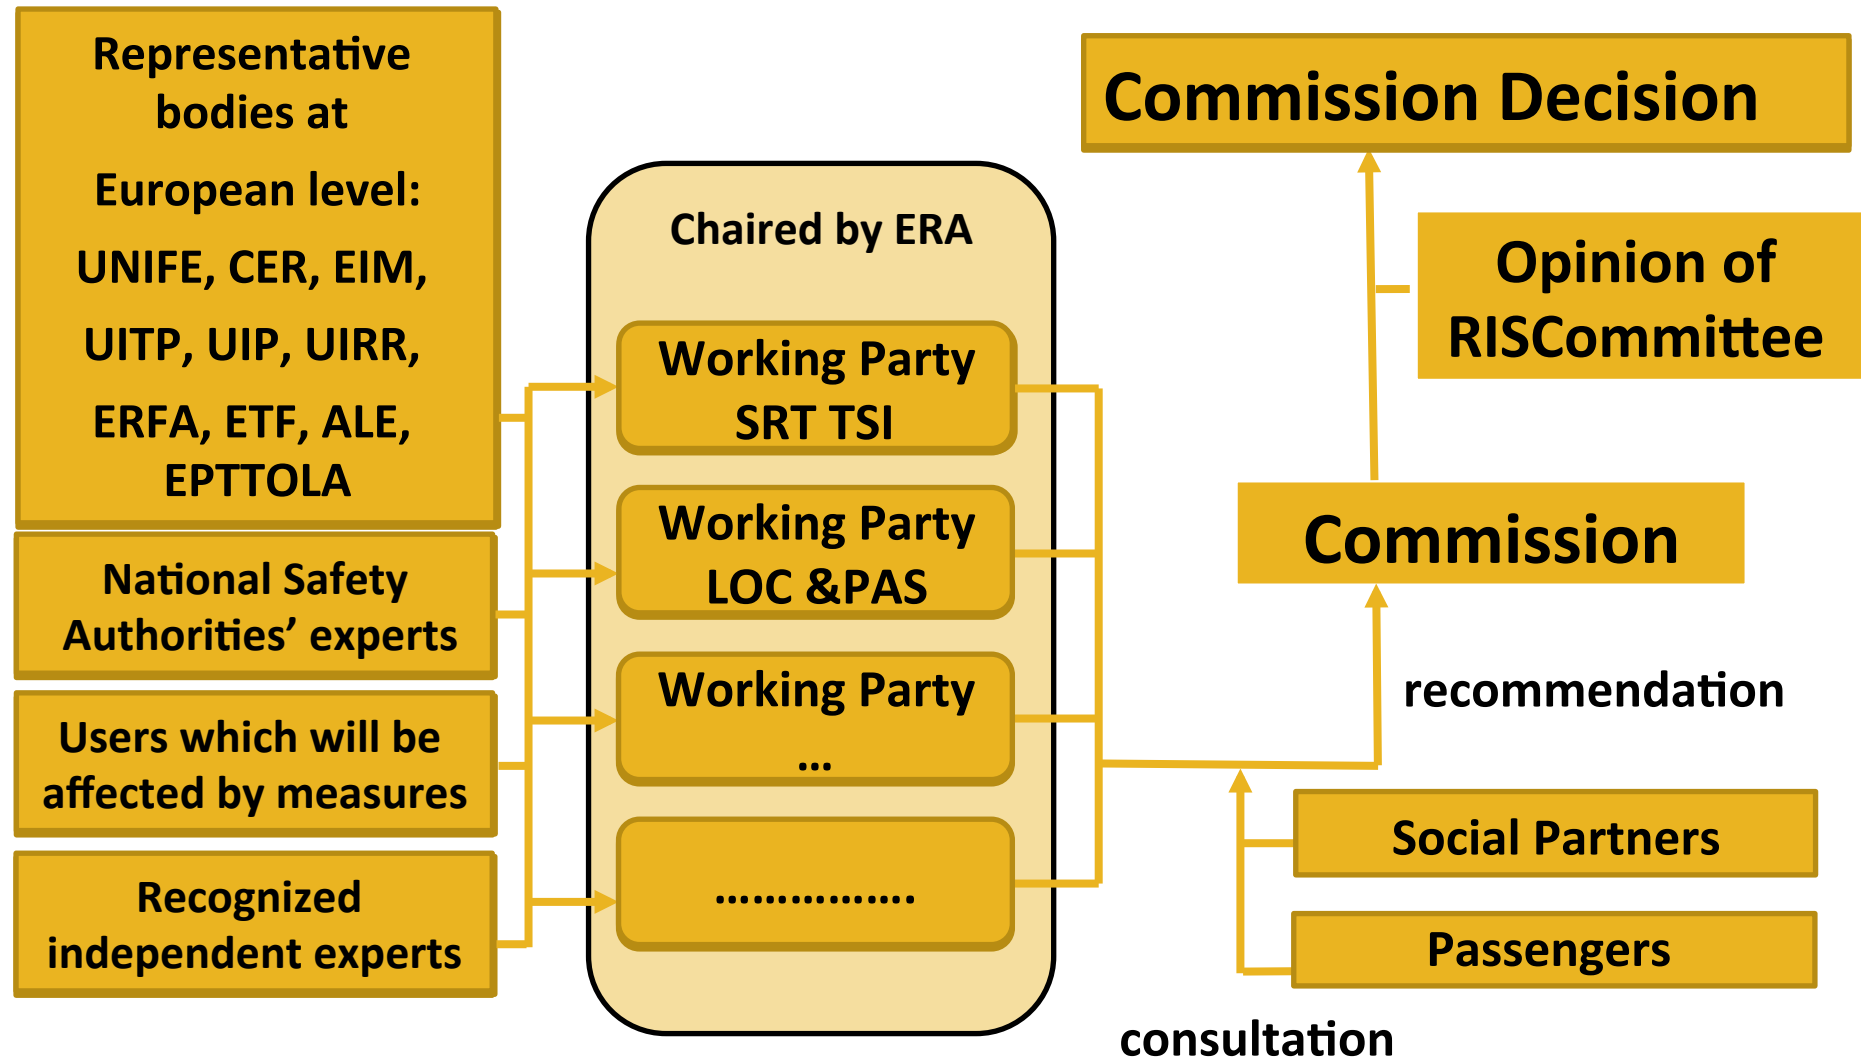 Representative
bodies at
European level:
UNIFE, CER, EIM,
UITP, UIP, UIRR,
ERFA, ETF, ALE,
EPTTOLA
National Safety
Authorities’ experts
Users which will be
affected by measures
Recognized
independent experts
Chaired by ERA
Working Party
SRT TSI
Working Party
LOC &PAS
Working Party
...
................
Commission Decision
Opinion of
RISCommittee
Commission
recommendation
Social Partners
Passengers
consultation